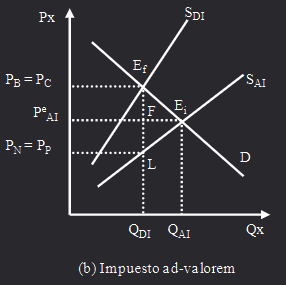 Px
S_DI
E_f
S_AI
P_B = P_C
P^e_AI
F
E_i
P_N = P_P
L
D
Q_DI
Q_AI
Qx
(b) Impuesto ad-valorem